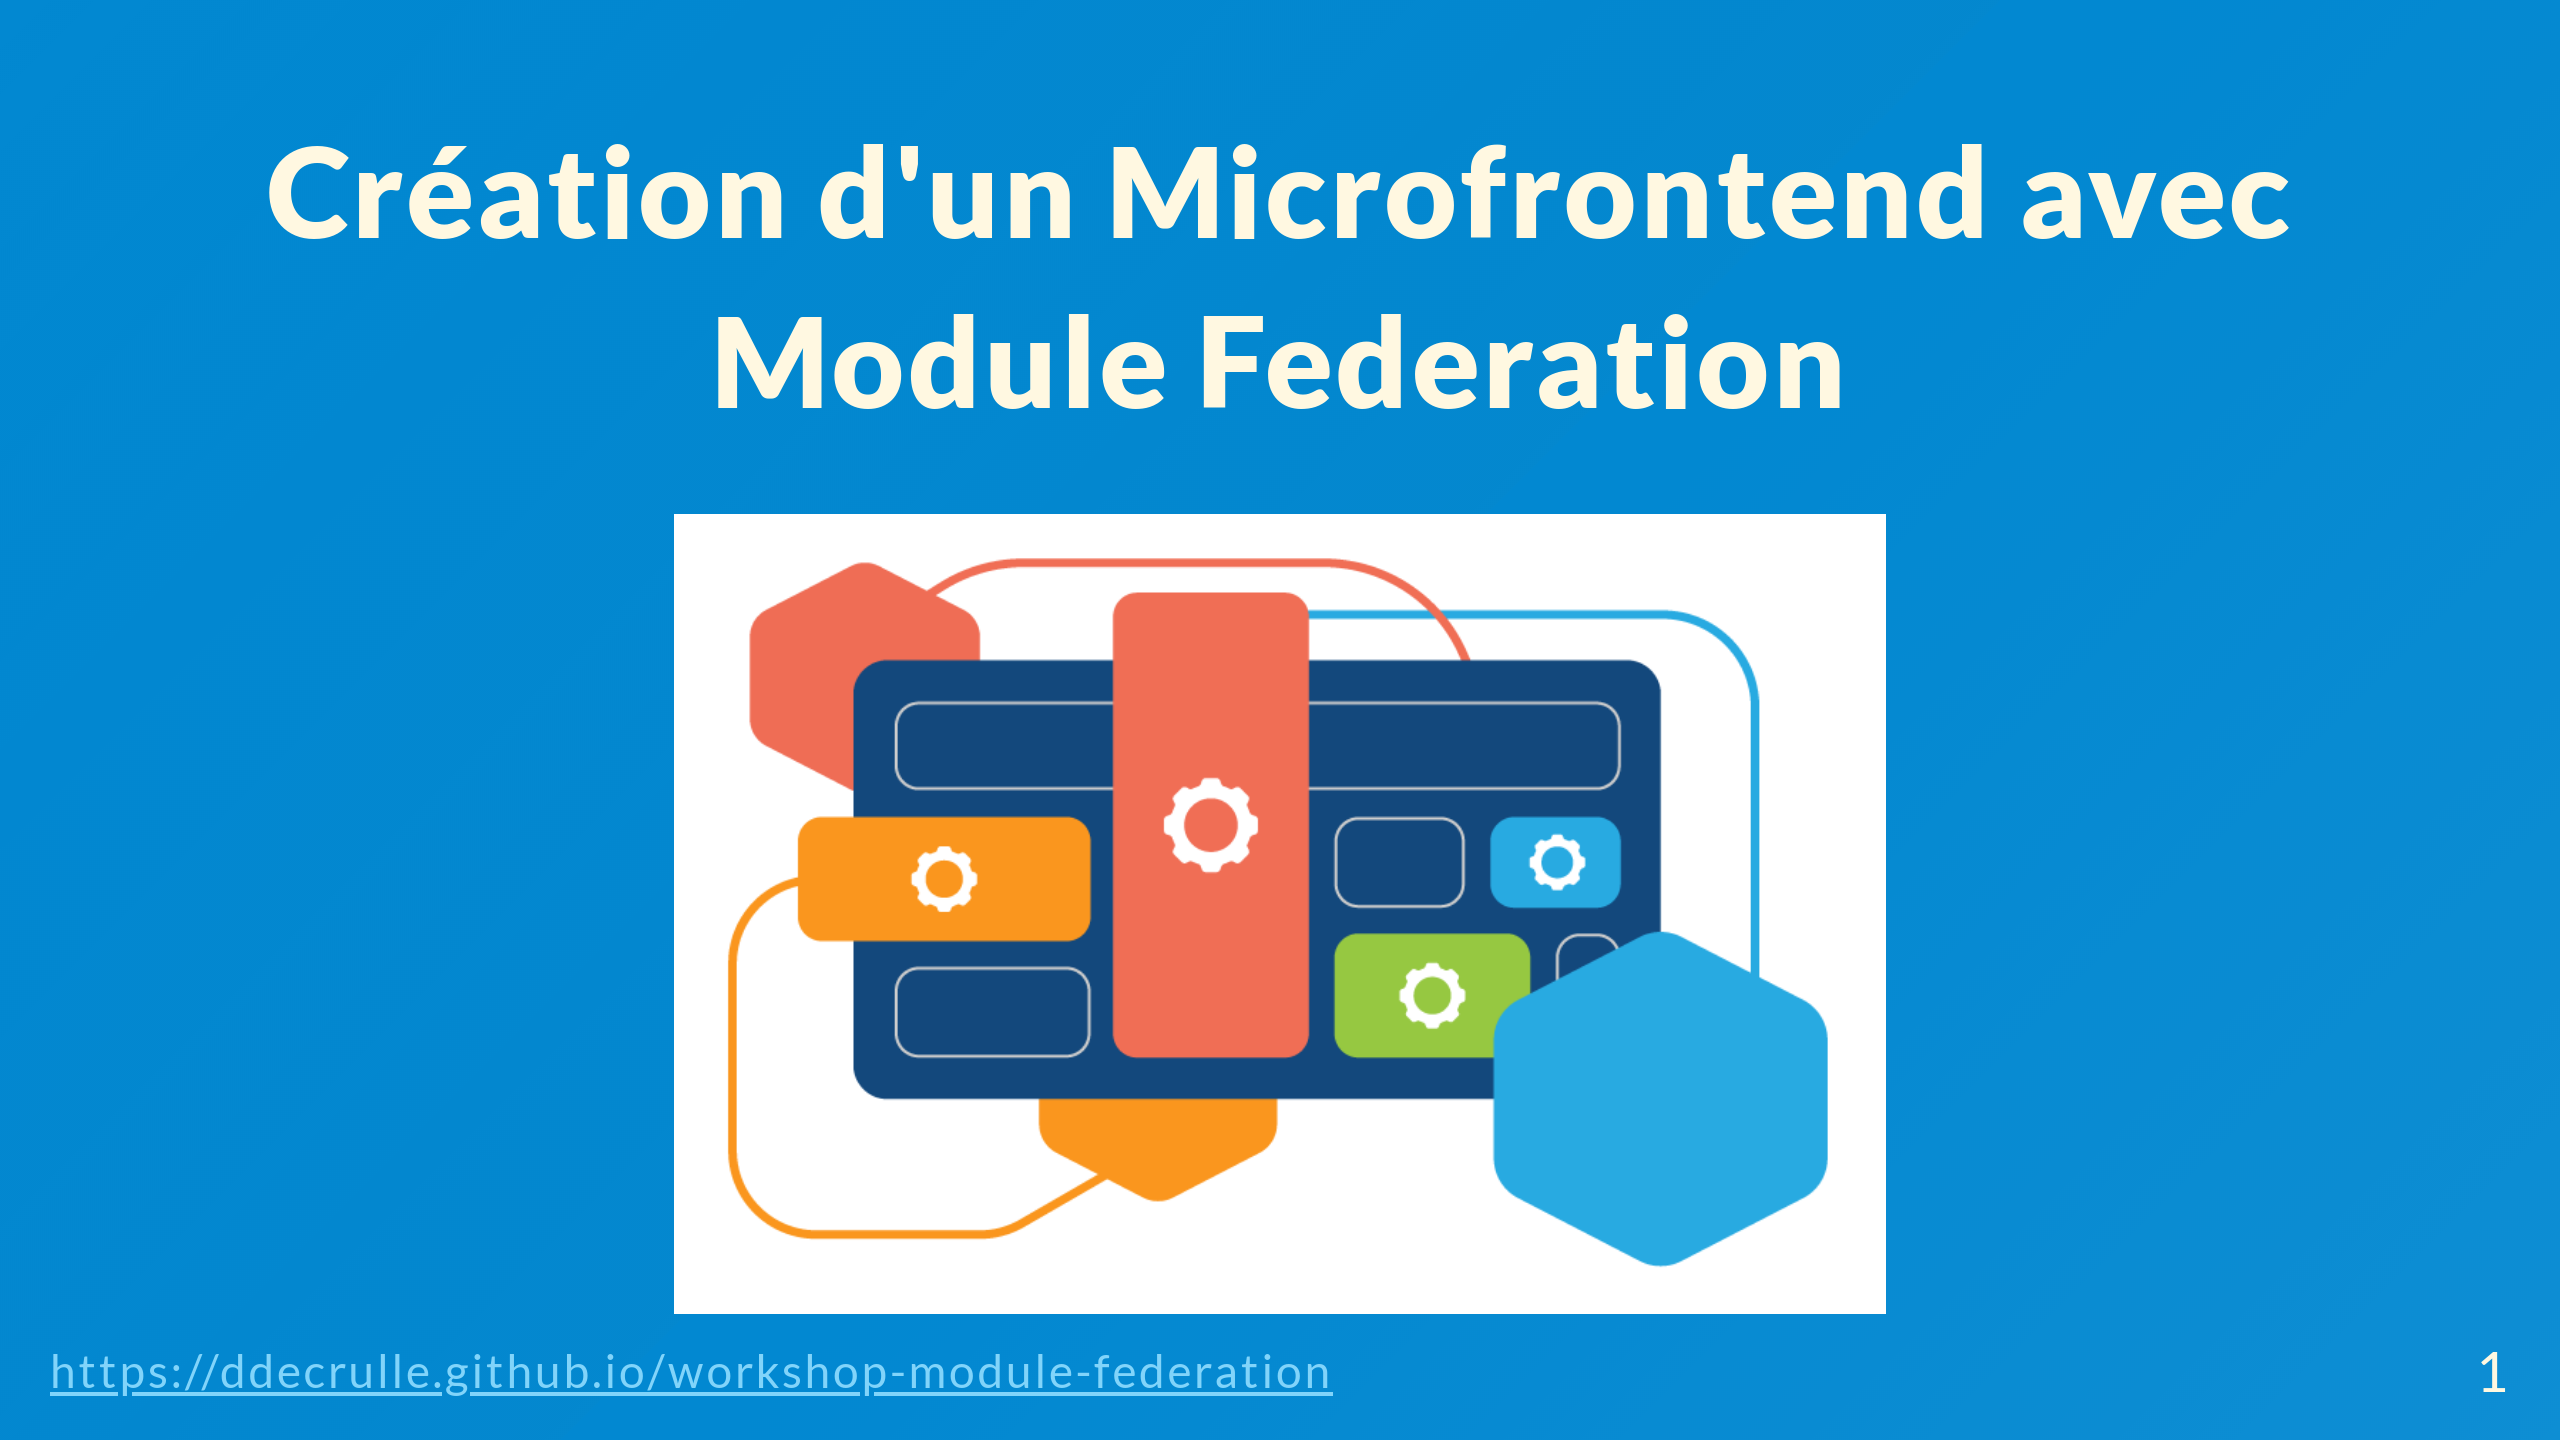 Création d'un Microfrontend avec
Module Federation
https://ddecrulle.github.io/workshop-module-federation
1